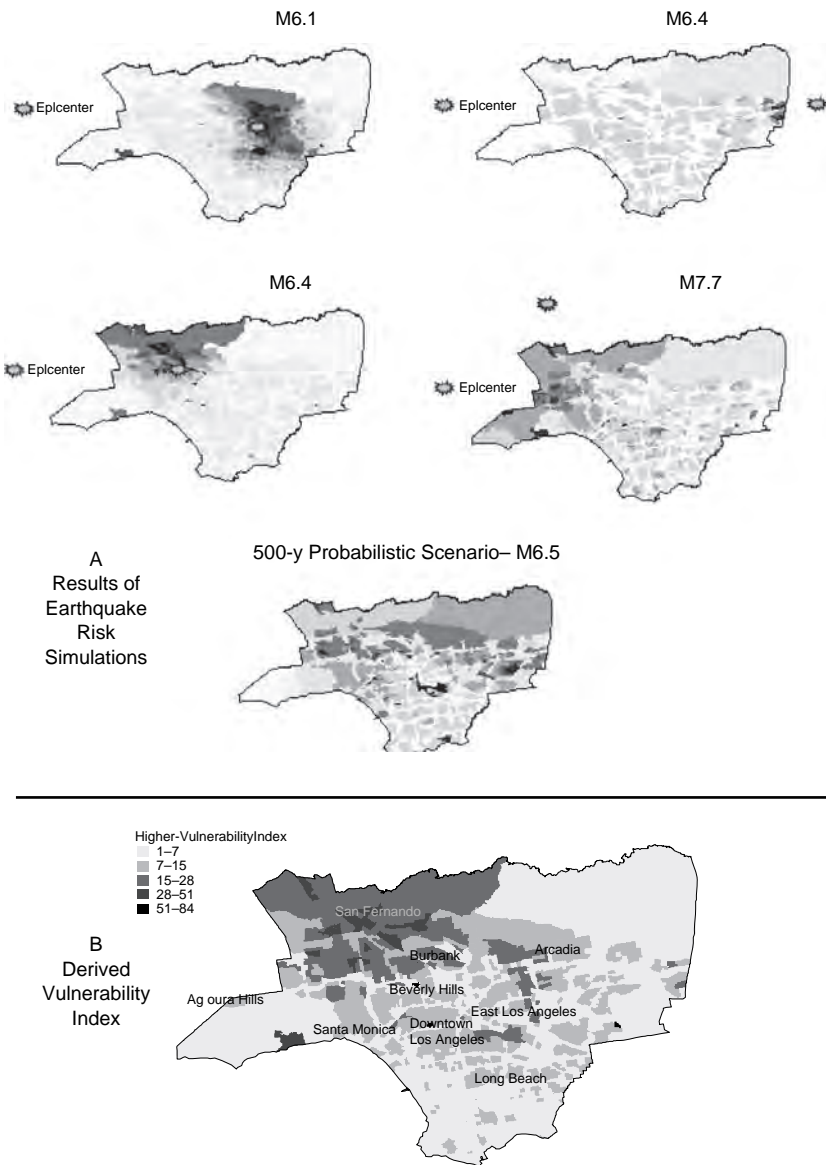 M6.1
M6.4
Eplcenter
Eplcenter
M6.4
M7.7
Eplcenter
Eplcenter
A
Results of
Earthquake
Risk
Simulations
500-y Probabilistic Scenario– M6.5
Higher-VulnerabilityIndex
1–7
7–15
15–28
28–51
51–84
B
Derived
Vulnerability
Index
San Fernando
Burbank
Arcadia
Beverly Hills
Ag oura Hills
East Los Angeles
Santa Monica
Downtown
Los Angeles
Long Beach